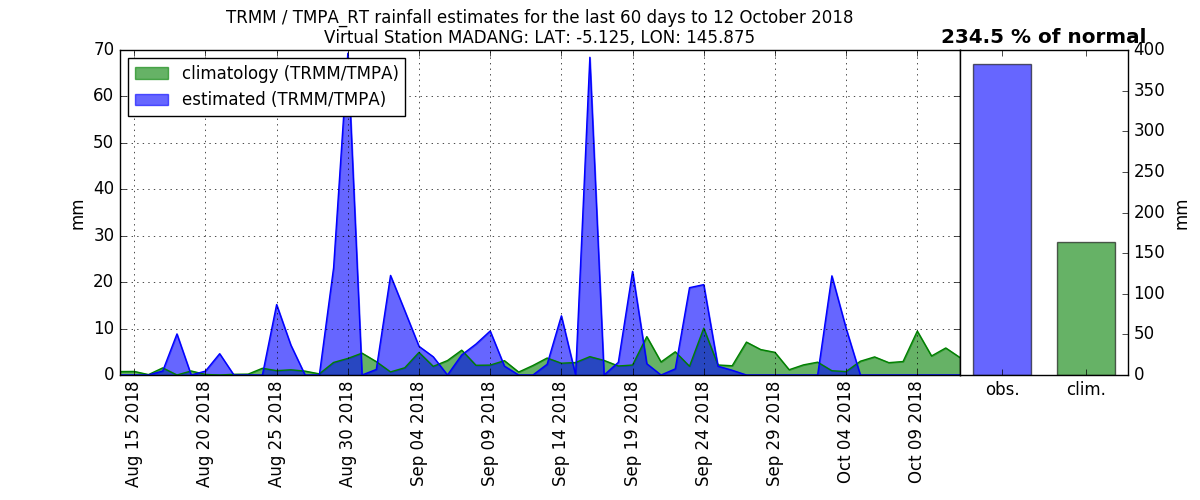 TRMM / TMPA_RT rainfall estimates for the last 60 days to 12 October 2018
Virtual Station MADANG: LAT: -5.125, LON: 145.875
234.5 % of normal
climatology (TRMM/TMPA)
estimated (TRMM/TMPA)
70
60
50
40
30
20
10
0
mm
Aug 15 2018
Aug 20 2018
Aug 25 2018
Aug 30 2018
Sep 04 2018
Sep 09 2018
Sep 14 2018
Sep 19 2018
Sep 24 2018
Sep 29 2018
Oct 04 2018
Oct 09 2018
400
350
300
250
200
150
100
50
0
mm
obs.
clim.